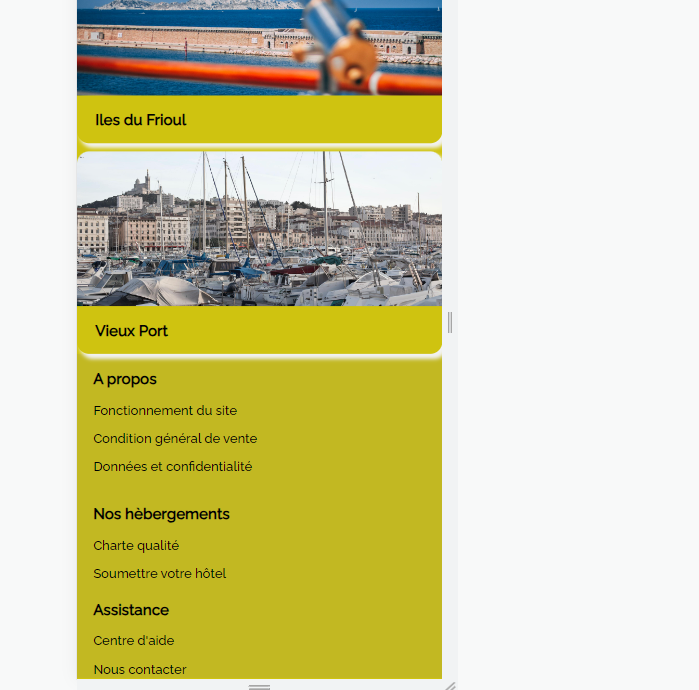 Iles du Frioul
Vieux Port
A propos
Fonctionnement du site
Condition général de vente
Données et confidentialité
Nos hèbergements
Charte qualité
Soumettre votre hôtel
Assistance
Centre d'aide
Nous contacter